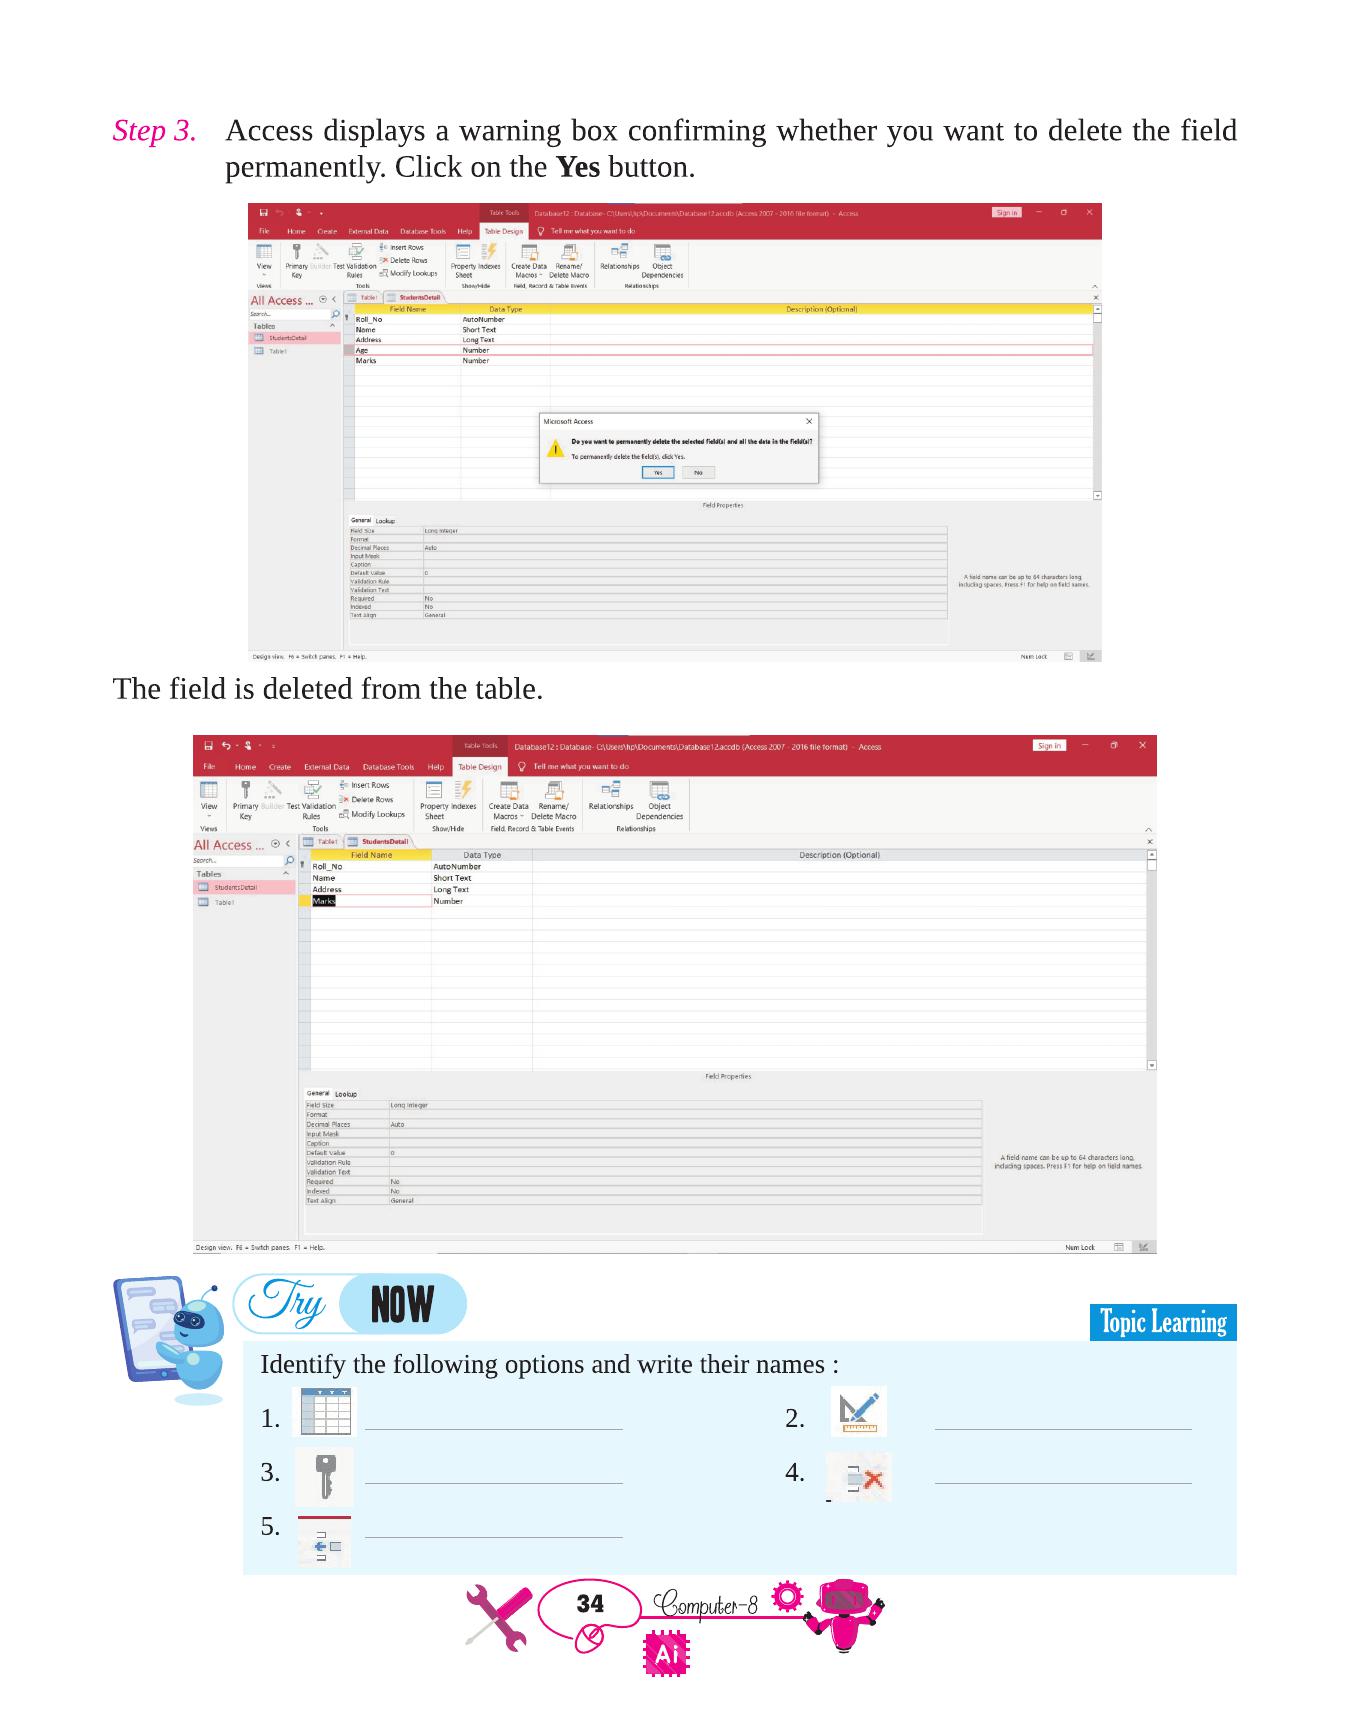 Step 3. Access displays a warning box confirming whether you want to delete the field
permanently. Click on the Yes button.
Table Tools Database12 : Database- C:\Users\hp\Documents\Database12.accdb (Access 2007 - 2016 file format) - Access Sign in
File Home Create External Data Database Tools Help Table Design Tell me what you want to do
View Primary Key Builder Test Validation Rules Insert Rows Delete Rows Modify Lookups Property Sheet Indexes Create Data Macros Rename/ Delete Macro Relationships Object Dependencies
Views Tools Show/Hide Field, Record & Table Events Relationships
All Access ... Table1 StudentsDetail
Search... Field Name Data Type Description (Optional)
Tables
StudentsDetail
Table1
Roll_No AutoNumber
Name Short Text
Address Long Text
Age Number
Marks Number
Microsoft Access
Do you want to permanently delete the selected field(s) and all the data in the field(s)?
To permanently delete the field(s), click Yes.
Yes No
Field Properties
General Lookup
Field Size Long Integer
Format
Decimal Places Auto
Input Mask
Caption
Default Value 0
Validation Rule
Validation Text
Required No
Indexed No
Text Align General
A field name can be up to 64 characters long,
including spaces. Press F1 for help on field names.
Design view. F6 = Switch panes. F1 = Help. Num Lock
The field is deleted from the table.
Table Tools Database12 : Database- C:\Users\hp\Documents\Database12.accdb (Access 2007 - 2016 file format) - Access Sign in
File Home Create External Data Database Tools Help Table Design Tell me what you want to do
View Primary Key Builder Test Validation Rules Insert Rows Delete Rows Modify Lookups Property Sheet Indexes Create Data Macros Rename/ Delete Macro Relationships Object Dependencies
Views Tools Show/Hide Field, Record & Table Events Relationships
All Access ... Table1 StudentsDetail
Search... Field Name Data Type Description (Optional)
Tables
StudentsDetail
Table1
Roll_No AutoNumber
Name Short Text
Address Long Text
Marks Number
Field Properties
General Lookup
Field Size Long Integer
Format
Decimal Places Auto
Input Mask
Caption
Default Value 0
Validation Rule
Validation Text
Required No
Indexed No
Text Align General
A field name can be up to 64 characters long,
including spaces. Press F1 for help on field names.
Design view. F6 = Switch panes. F1 = Help. Num Lock
Try NOW
Topic Learning
Identify the following options and write their names :
1. 2.
3. 4.
5.
34 Computer-8
Ai